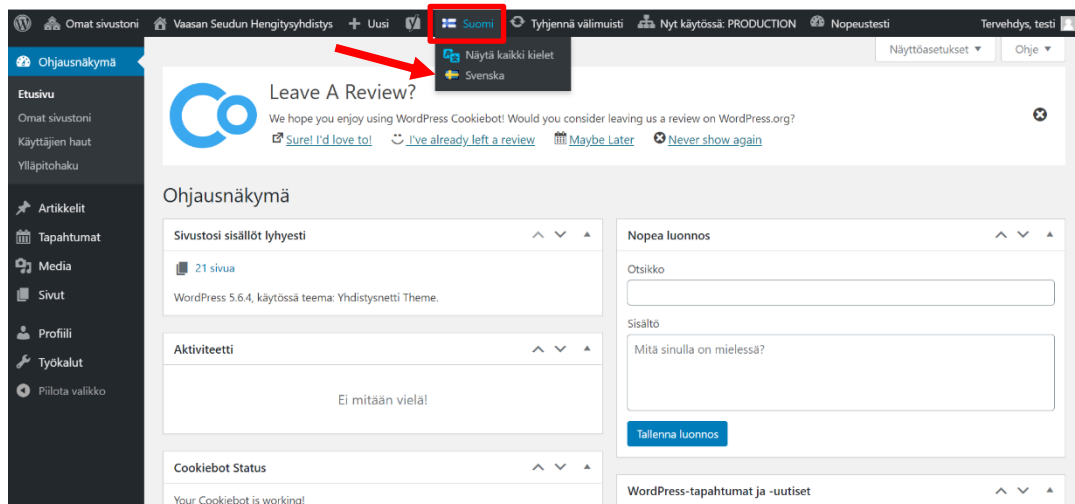 Omat sivustoni Vaasan Seudun Hengitysyhdistys Uusi Suomi Tyhjennä välimuisti Nyt käytössä: PRODUCTION Nopeustesti Tervehdys, testi
Näytä kaikki kielet
Svenska
Näyttöasetukset ▼ Ohje ▼
Ohjausnäkymä
Etusivu
Omat sivustoni
Käyttäjien haut
Ylläpitohaku
Artikkelit
Tapahtumat
Media
Sivut
Profiili
Työkalut
Piilota valikko
Co
Leave A Review?
We hope you enjoy using WordPress Cookiebot! Would you consider leaving us a review on WordPress.org?
Sure! I'd love to! I've already left a review Maybe Later Never show again
Ohjausnäkymä
Sivustosi sisällöt lyhyesti
21 sivua
WordPress 5.6.4, käytössä teema: Yhdistysnetti Theme.
Aktiviteetti
Ei mitään vielä!
Cookiebot Status
Your Cookiebot is working!
Nopea luonnos
Otsikko
Sisältö
Mitä sinulla on mielessä?
Tallenna luonnos
WordPress-tapahtumat ja -uutiset